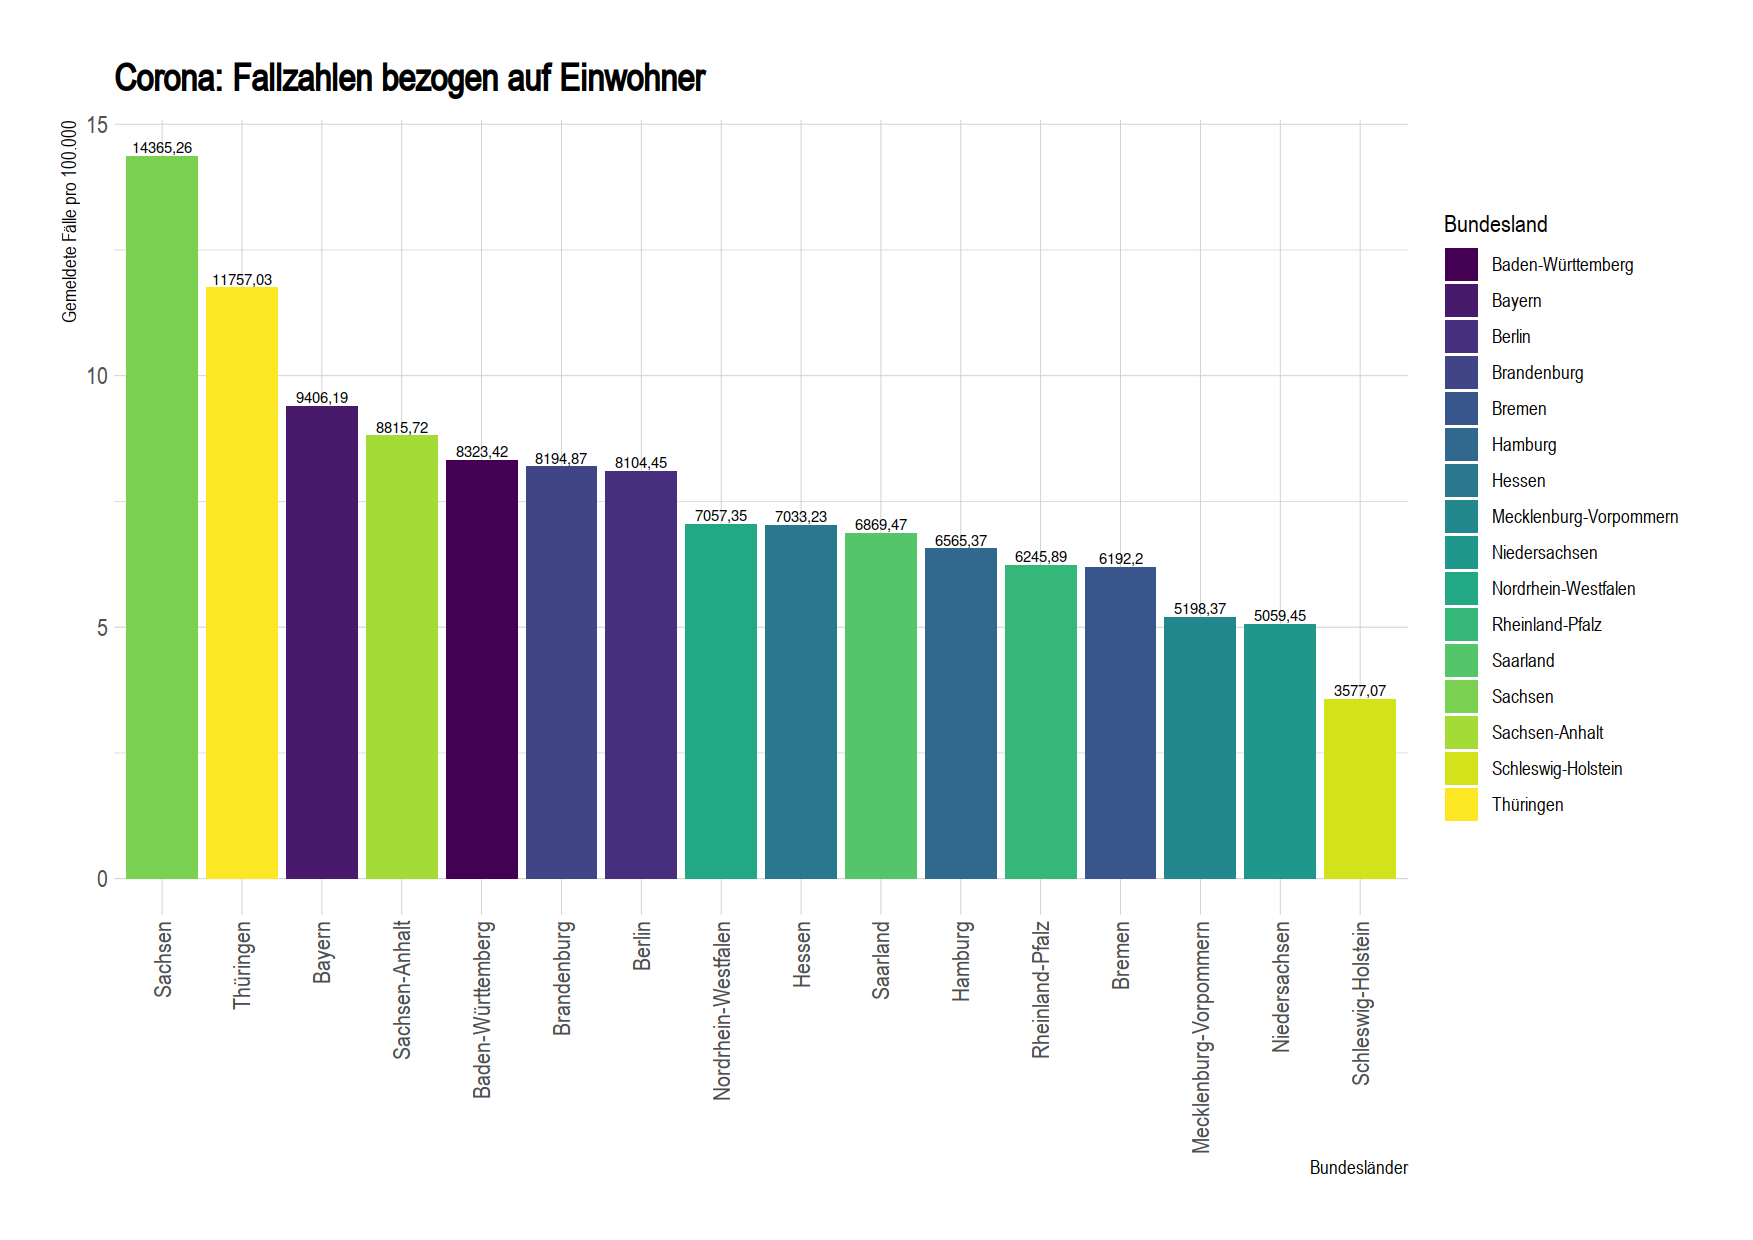 Corona: Fallzahlen bezogen auf Einwohner
Gemeldete Fälle pro 100.000
15
10
5
0
14365,26
11757,03
9406,19
8815,72
8323,42
8194,87
8104,45
7057,35
7033,23
6869,47
6565,37
6245,89
6192,2
5198,37
5059,45
3577,07
Sachsen
Thüringen
Bayern
Sachsen-Anhalt
Baden-Württemberg
Brandenburg
Berlin
Nordrhein-Westfalen
Hessen
Saarland
Hamburg
Rheinland-Pfalz
Bremen
Mecklenburg-Vorpommern
Niedersachsen
Schleswig-Holstein
Bundesländer
Bundesland
Baden-Württemberg
Bayern
Berlin
Brandenburg
Bremen
Hamburg
Hessen
Mecklenburg-Vorpommern
Niedersachsen
Nordrhein-Westfalen
Rheinland-Pfalz
Saarland
Sachsen
Sachsen-Anhalt
Schleswig-Holstein
Thüringen